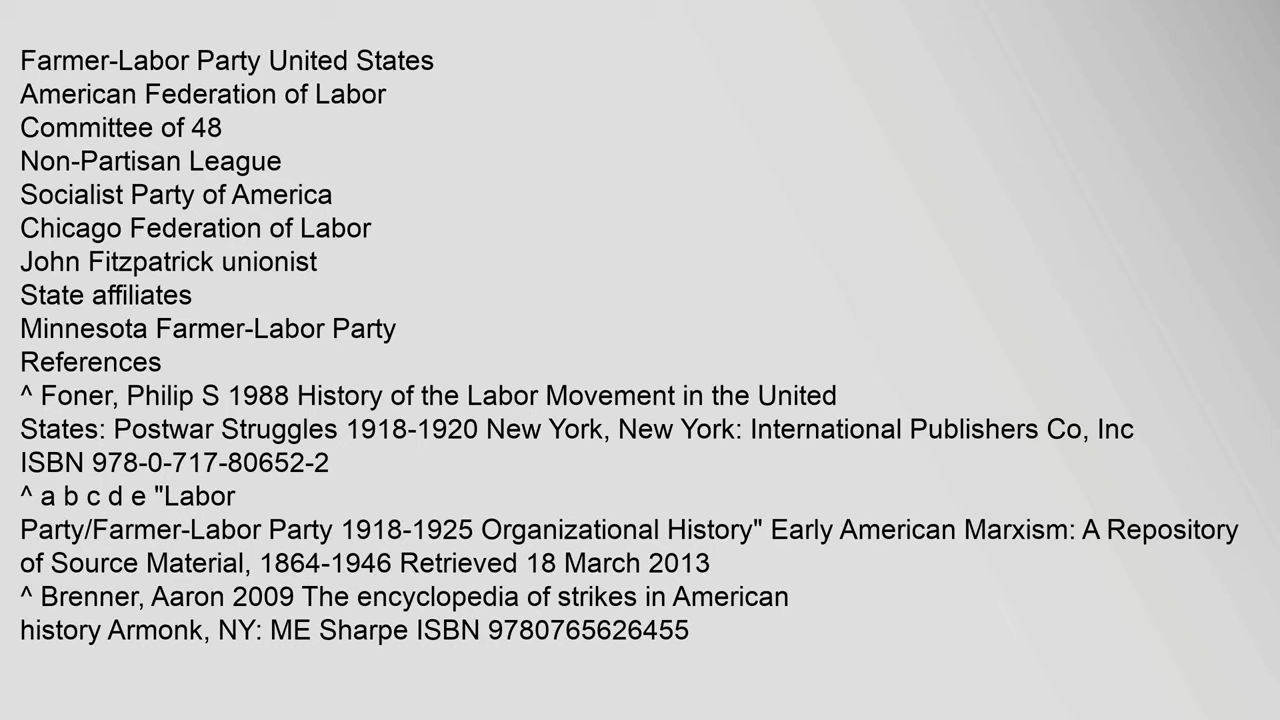 Farmer-Labor Party United States
American Federation of Labor
Committee of 48
Non-Partisan League
Socialist Party of America
Chicago Federation of Labor
John Fitzpatrick unionist
State affiliates
Minnesota Farmer-Labor Party
References
^ Foner, Philip S 1988 History of the Labor Movement in the United
States: Postwar Struggles 1918-1920 New York, New York: International Publishers Co, Inc
ISBN 978-0-717-80652-2
^ a b c d e "Labor
Party/Farmer-Labor Party 1918-1925 Organizational History" Early American Marxism: A Repository
of Source Material, 1864-1946 Retrieved 18 March 2013
^ Brenner, Aaron 2009 The encyclopedia of strikes in American
history Armonk, NY: ME Sharpe ISBN 9780765626455